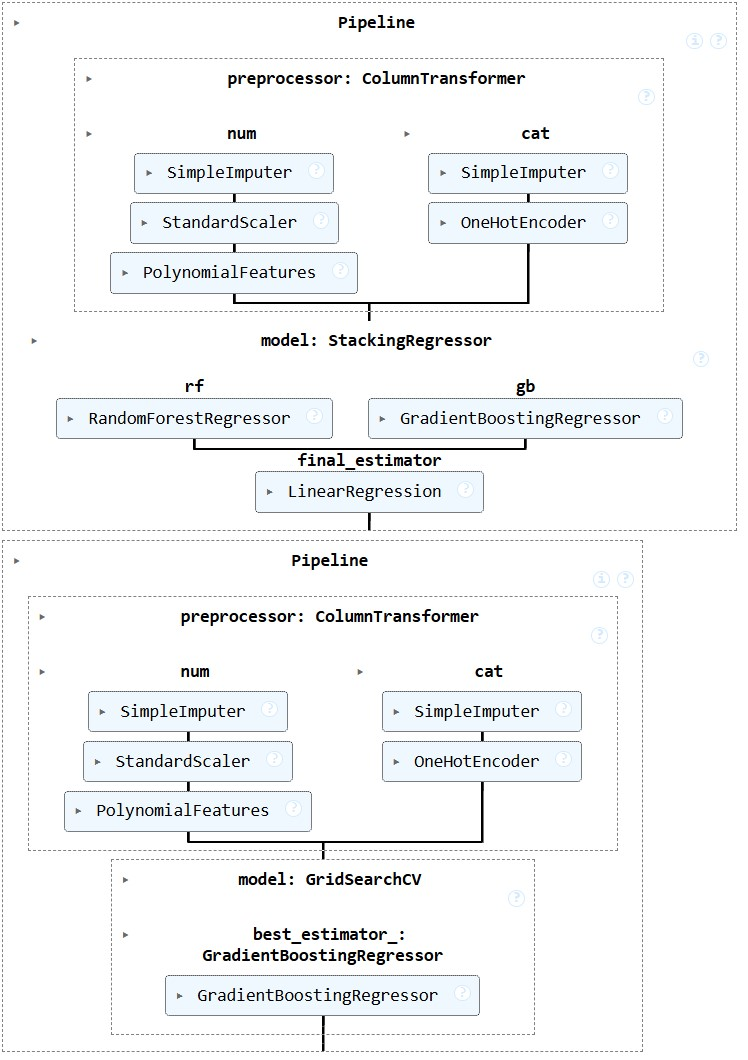 Pipeline
i ?
preprocessor: ColumnTransformer
?
num cat
SimpleImputer ? SimpleImputer ?
StandardScaler ? OneHotEncoder ?
PolynomialFeatures ?
model: StackingRegressor
?
rf gb
RandomForestRegressor ? GradientBoostingRegressor ?
final_estimator
LinearRegression ?
Pipeline
i ?
preprocessor: ColumnTransformer
?
num cat
SimpleImputer ? SimpleImputer ?
StandardScaler ? OneHotEncoder ?
PolynomialFeatures ?
model: GridSearchCV
?
best_estimator_:
GradientBoostingRegressor
GradientBoostingRegressor ?